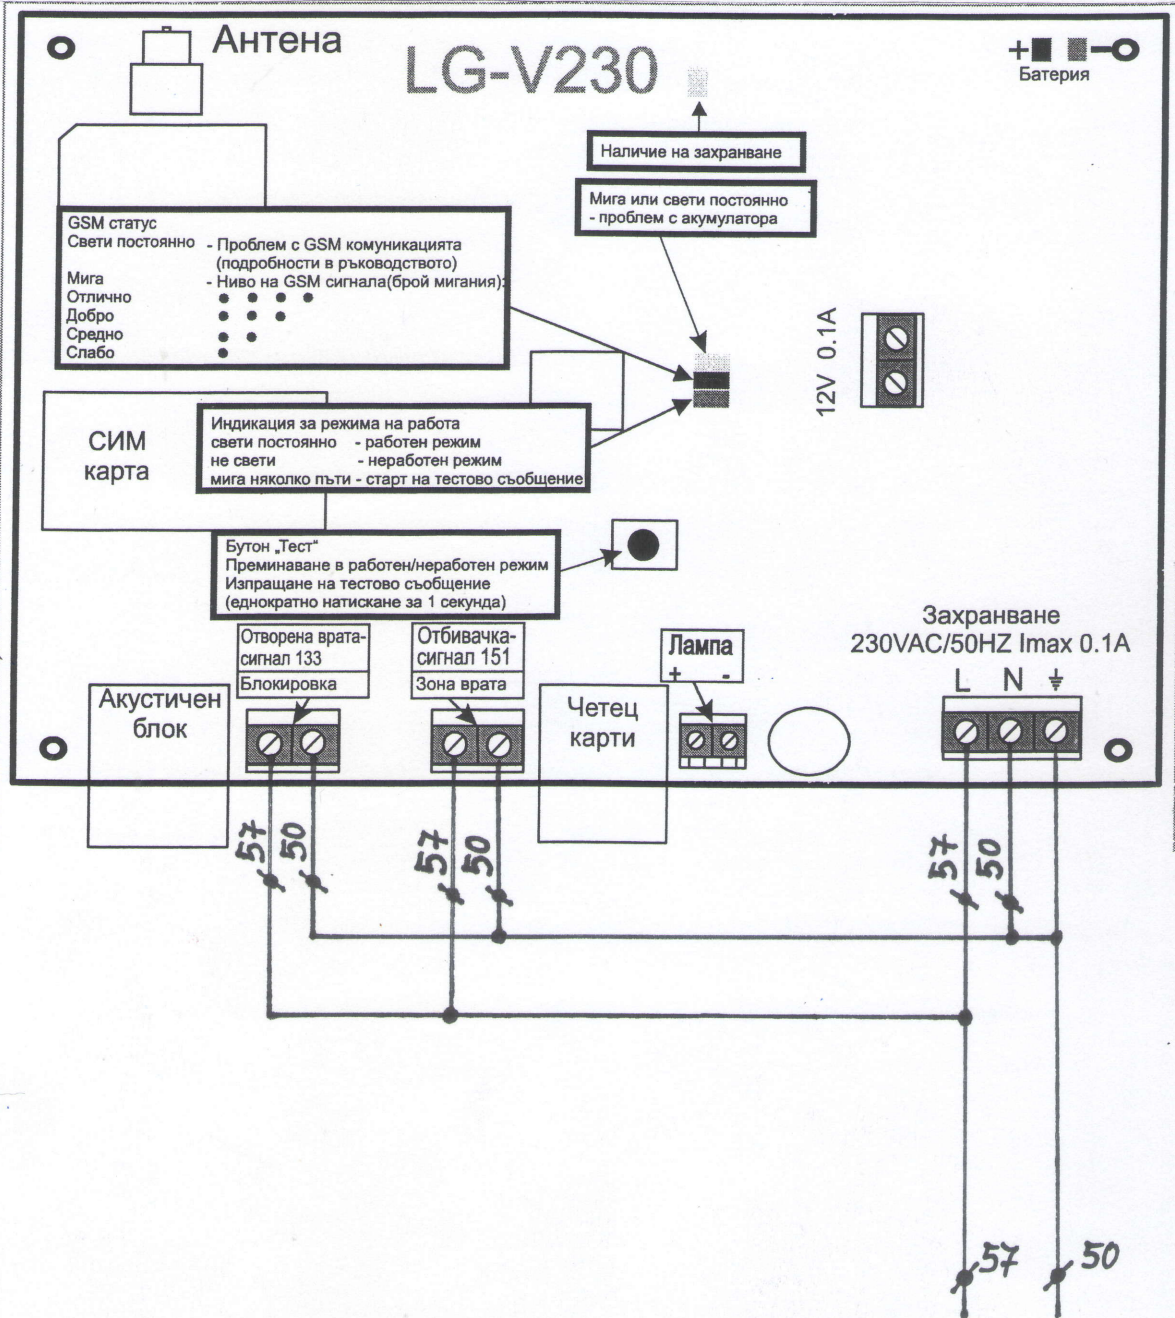 Антена
LG-V230
+ -
Батерия
Наличие на захранване
Мига или свети постоянно
- проблем с акумулатора
GSM статус
Свети постоянно - Проблем с GSM комуникацията
(подробности в ръководството)
Мига - Ниво на GSM сигнала(брой мигания):
Отлично
Добро
Средно
Слабо
12V 0.1A
СИМ
карта
Индикация за режима на работа
свети постоянно - работен режим
не свети - неработен режим
мига няколко пъти - старт на тестово съобщение
Бутон „Тест“
Преминаване в работен/неработен режим
Изпращане на тестово съобщение
(еднократно натискане за 1 секунда)
Отворена врата-
сигнал 133
Блокировка
Отбивачка-
сигнал 151
Зона врата
Лампа
+ -
Захранване
230VAC/50HZ Imax 0.1A
L N
Акустичен
блок
Четец
карти
57 50
57 50
57 50
57 50